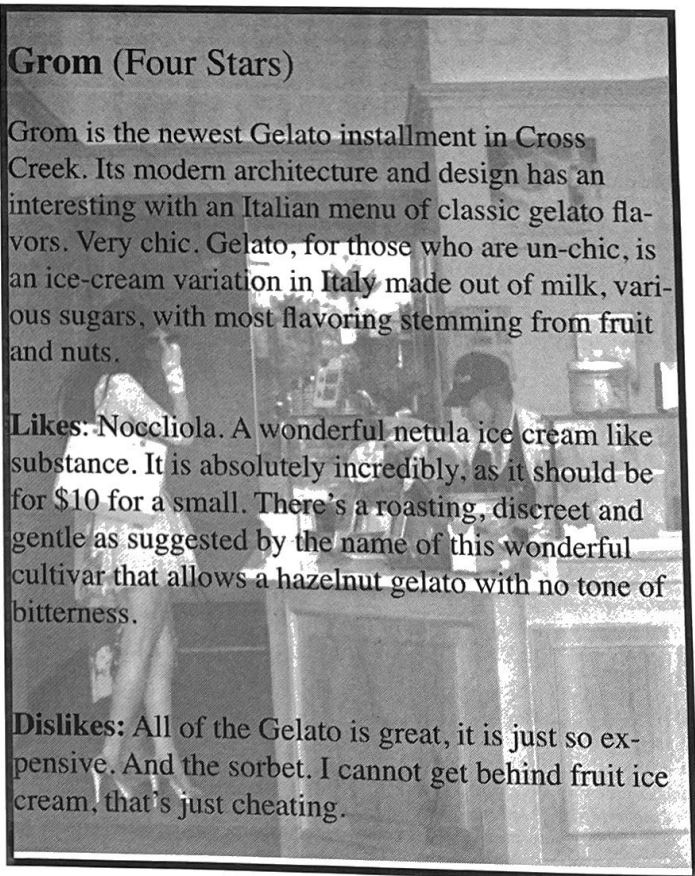 Grom (Four Stars)
Grom is the newest Gelato installment in Cross
Creek. Its modern architecture and design has an
interesting with an Italian menu of classic gelato fla-
vors. Very chic. Gelato, for those who are un-chic, is
an ice-cream variation in Italy made out of milk, vari-
ous sugars, with most flavoring stemming from fruit
and nuts.
Likes: Noccliola. A wonderful netula ice cream like
substance. It is absolutely incredibly, as it should be
for $10 for a small. There's a roasting, discreet and
gentle as suggested by the name of this wonderful
cultivar that allows a hazelnut gelato with no tone of
bitterness.
Dislikes: All of the Gelato is great, it is just so ex-
pensive. And the sorbet. I cannot get behind fruit ice
cream, that's just cheating.